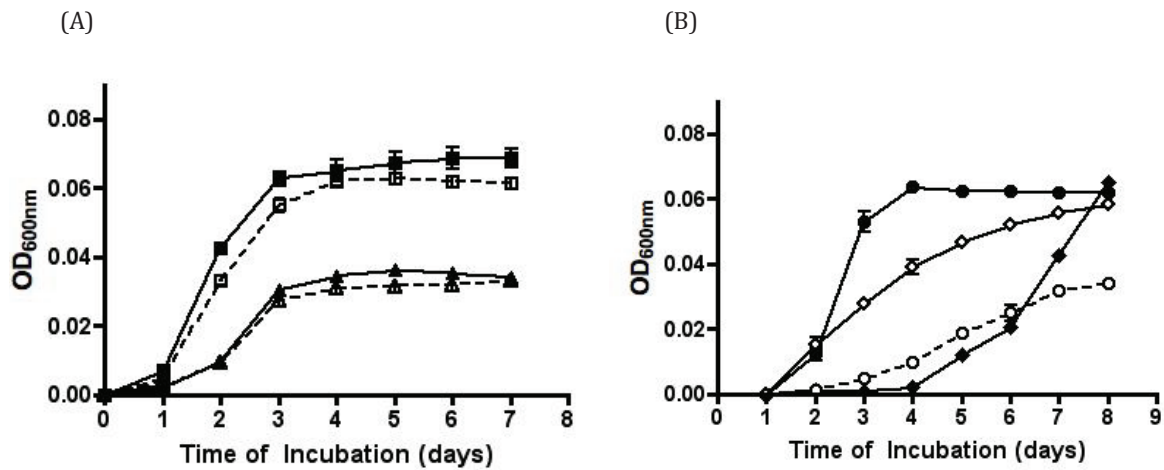 (A)
(B)
0.08
0.06
0.04
0.02
0.00
OD600nm
0 1 2 3 4 5 6 7 8
Time of Incubation (days)
0.08
0.06
0.04
0.02
0.00
OD600nm
0 1 2 3 4 5 6 7 8 9
Time of Incubation (days)